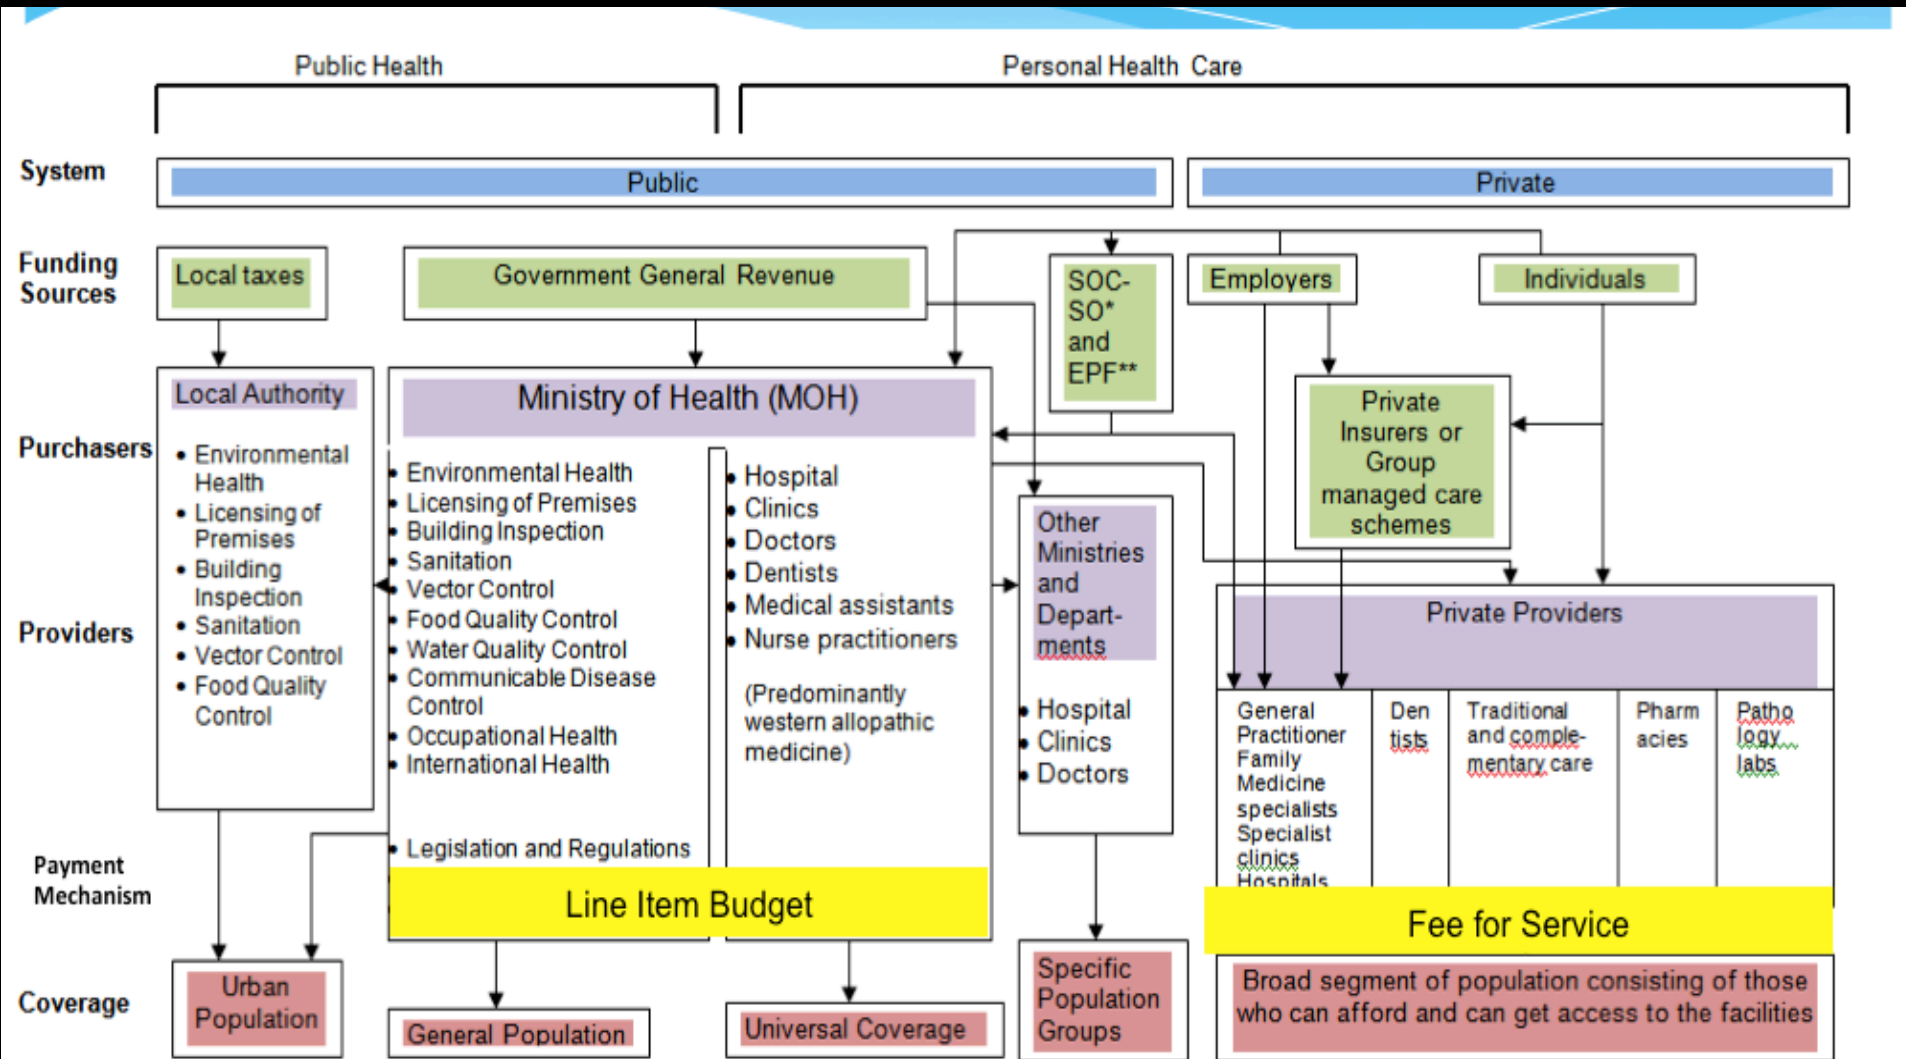 Public Health
Personal Health Care
System
Public
Private
Funding
Sources
Local taxes
Government General Revenue
SOC-
SO*
and
EPF**
Employers
Individuals
Purchasers
Providers
Local Authority
• Environmental
Health
• Licensing of
Premises
• Building
Inspection
• Sanitation
• Vector Control
• Food Quality
Control
Ministry of Health (MOH)
• Environmental Health
• Licensing of Premises
• Building Inspection
• Sanitation
• Vector Control
• Food Quality Control
• Water Quality Control
• Communicable Disease
Control
• Occupational Health
• International Health
• Legislation and Regulations
• Hospital
• Clinics
• Doctors
• Dentists
• Medical assistants
• Nurse practitioners
(Predominantly
western allopathic
medicine)
Other
Ministries
and
Depart-
ments
• Hospital
• Clinics
• Doctors
Private
Insurers or
Group
managed care
schemes
Private Providers
General
Practitioner
Family
Medicine
specialists
Specialist
clinics
Hospitals
Den
tists
Traditional
and comple-
mentary care
Pharm
acies
Patho
logy
labs
Payment
Mechanism
Line Item Budget
Fee for Service
Coverage
Urban
Population
General Population
Universal Coverage
Specific
Population
Groups
Broad segment of population consisting of those
who can afford and can get access to the facilities